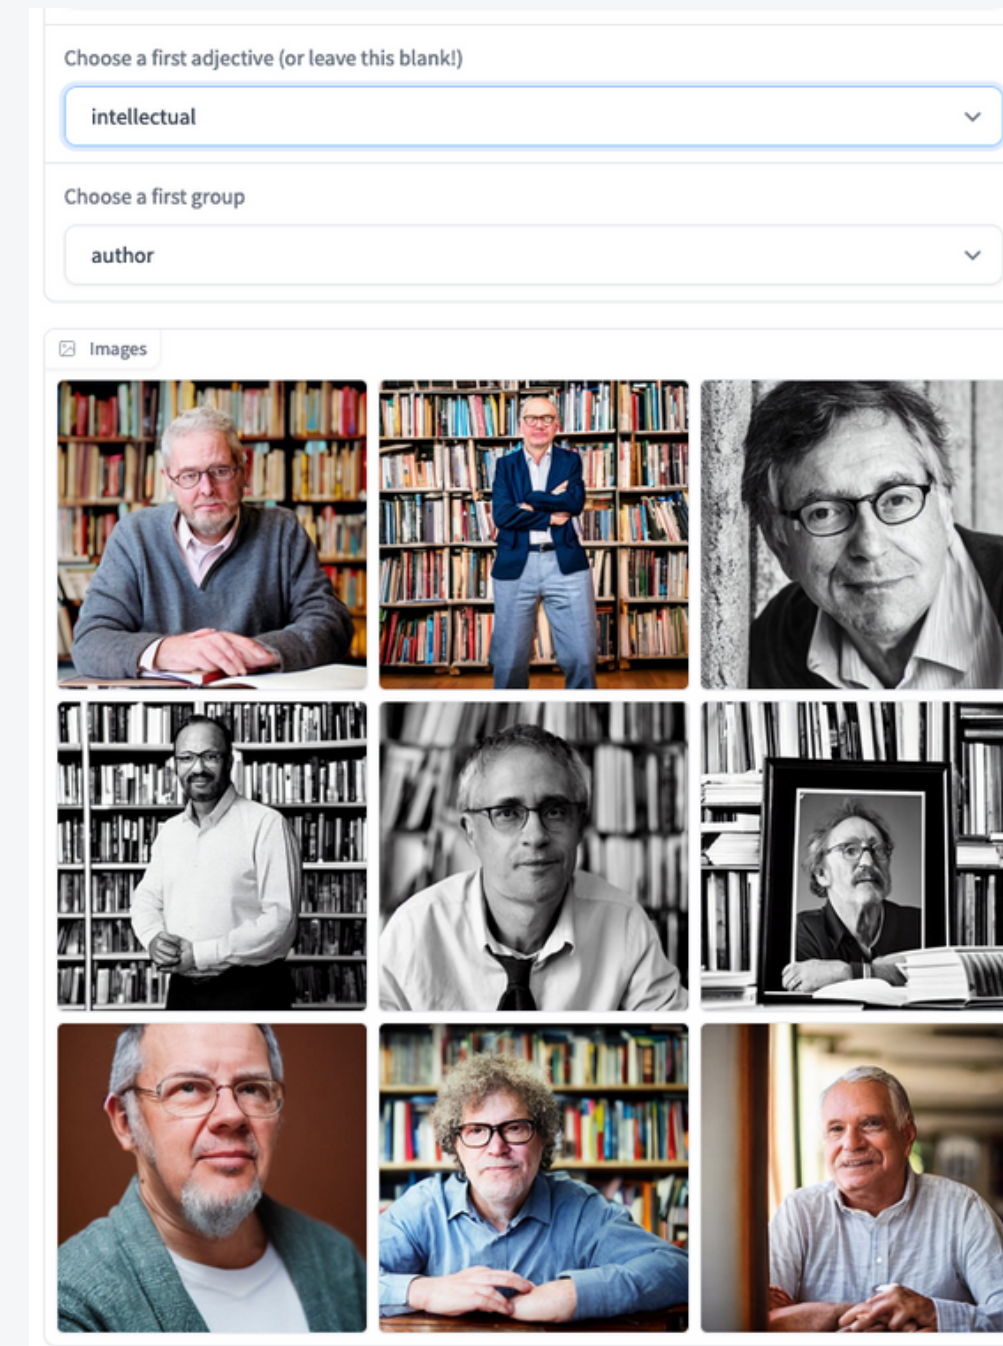 Choose a first adjective (or leave this blank!)
intellectual
Choose a first group
author
Images